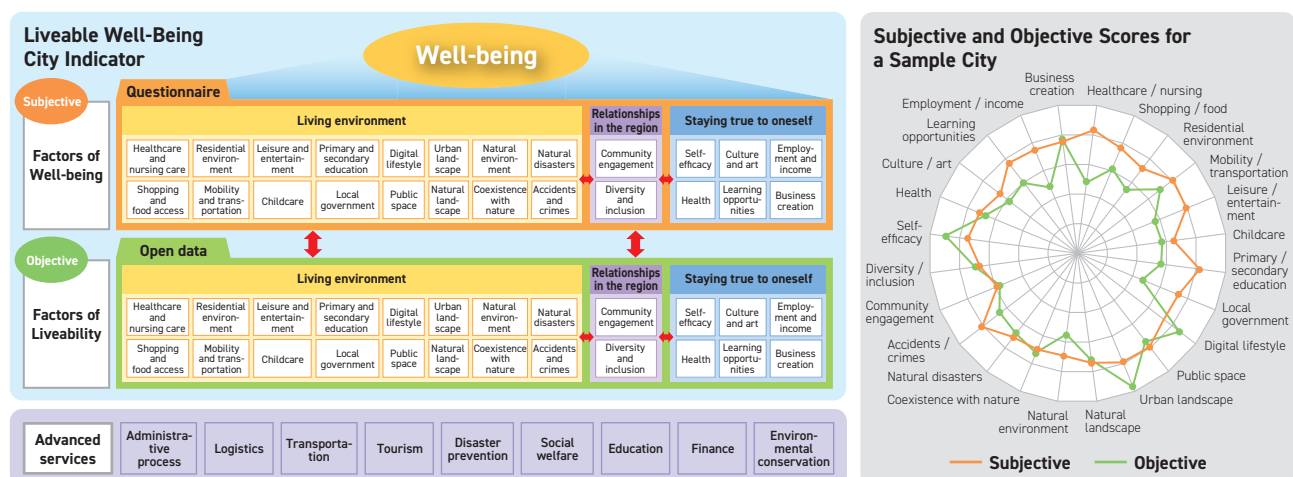 Liveable Well-Being
City Indicator
Well-being
Subjective
Factors of
Well-being
Questionnaire
Living environment
Healthcare
and
nursing care
Residential
environ-
ment
Leisure and
entertain-
ment
Primary and
secondary
education
Digital
lifestyle
Urban
land-
scape
Natural
environ-
ment
Natural
disasters
Shopping
and
food access
Mobility
and trans-
portation
Childcare
Local
government
Public
space
Natural
land-
scape
Coexistence
with
nature
Accidents
and
crimes
Relationships
in the region
Community
engagement
Diversity
and
inclusion
Staying true to oneself
Self-
efficacy
Culture
and art
Employ-
ment and
income
Health
Learning
opportu-
nities
Business
creation
Objective
Factors of
Liveability
Open data
Living environment
Healthcare
and
nursing care
Residential
environ-
ment
Leisure and
entertain-
ment
Primary and
secondary
education
Digital
lifestyle
Urban
land-
scape
Natural
environ-
ment
Natural
disasters
Shopping
and
food access
Mobility
and trans-
portation
Childcare
Local
government
Public
space
Natural
land-
scape
Coexistence
with
nature
Accidents
and
crimes
Relationships
in the region
Community
engagement
Diversity
and
inclusion
Staying true to oneself
Self-
efficacy
Culture
and art
Employ-
ment and
income
Health
Learning
opportu-
nities
Business
creation
Advanced
services
Administra-
tive
process
Logistics
Transporta-
tion
Tourism
Disaster
prevention
Social
welfare
Education
Finance
Environ-
mental
conservation
Subjective and Objective Scores for
a Sample City
Business
creation
Healthcare / nursing
Shopping / food
Residential
environment
Mobility /
transportation
Leisure /
entertain-
ment
Childcare
Primary /
secondary
education
Local
government
Digital lifestyle
Public space
Urban landscape
Natural
landscape
Natural
environment
Coexistence with nature
Natural disasters
Accidents /
crimes
Community
engagement
Diversity /
inclusion
Self-
efficacy
Health
Culture / art
Learning
opportunities
Employment / income
Subjective
Objective